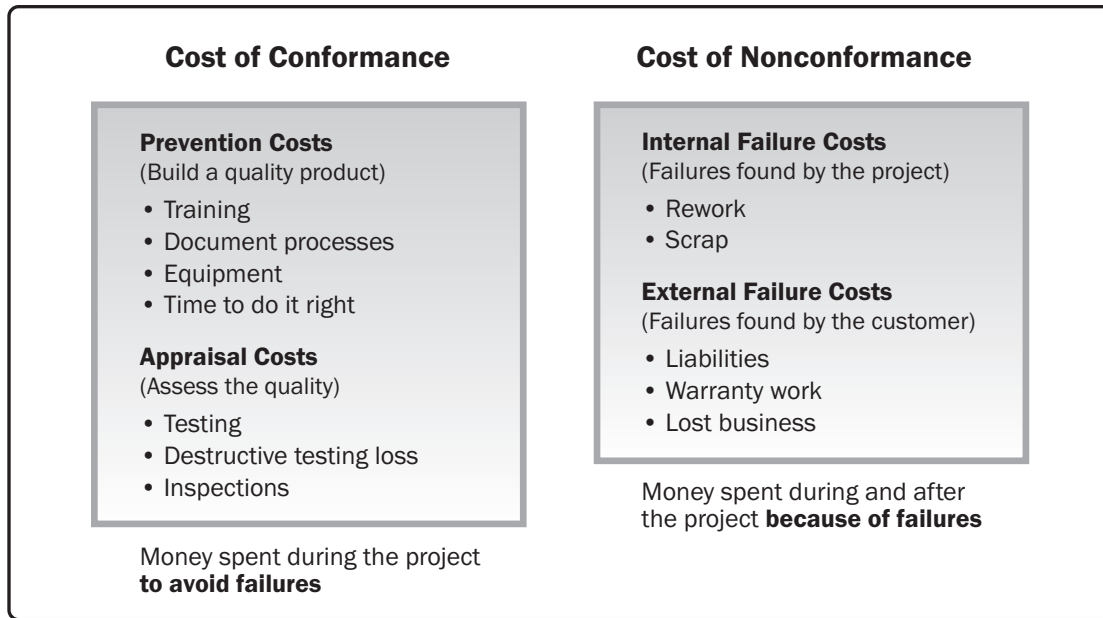 Cost of Conformance
Prevention Costs
(Build a quality product)
• Training
• Document processes
• Equipment
• Time to do it right
Appraisal Costs
(Assess the quality)
• Testing
• Destructive testing loss
• Inspections
Money spent during the project
to avoid failures
Cost of Nonconformance
Internal Failure Costs
(Failures found by the project)
• Rework
• Scrap
External Failure Costs
(Failures found by the customer)
• Liabilities
• Warranty work
• Lost business
Money spent during and after
the project because of failures